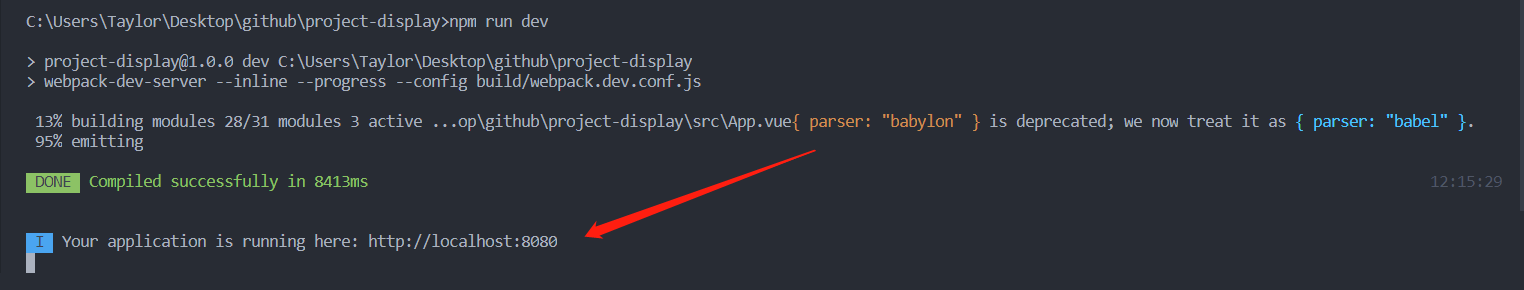 C:\Users\Taylor\Desktop\github\project-display>npm run dev
> project-display@1.0.0 dev C:\Users\Taylor\Desktop\github\project-display
> webpack-dev-server --inline --progress --config build/webpack.dev.conf.js
13% building modules 28/31 modules 3 active ...op\github\project-display\src\App.vue{ parser: "babylon" } is deprecated; we now treat it as { parser: "babel" }.
95% emitting
DONE Compiled successfully in 8413ms 12:15:29
I Your application is running here: http://localhost:8080